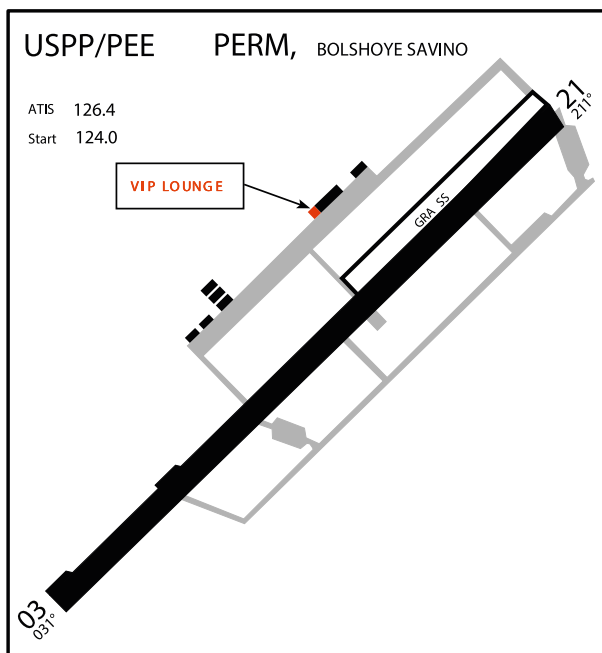 USPP/PEE PERM, BOLSHOYE SAVINO
ATIS 126.4
Start 124.0
VIP LOUNGE
21
211°
GRA SS
03
031°